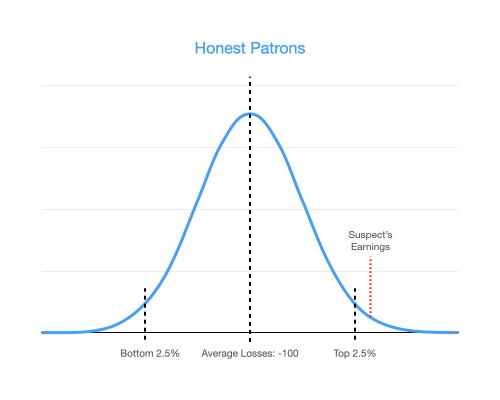 Honest Patrons
Suspect's
Earnings
Bottom 2.5%
Average Losses: -100
Top 2.5%